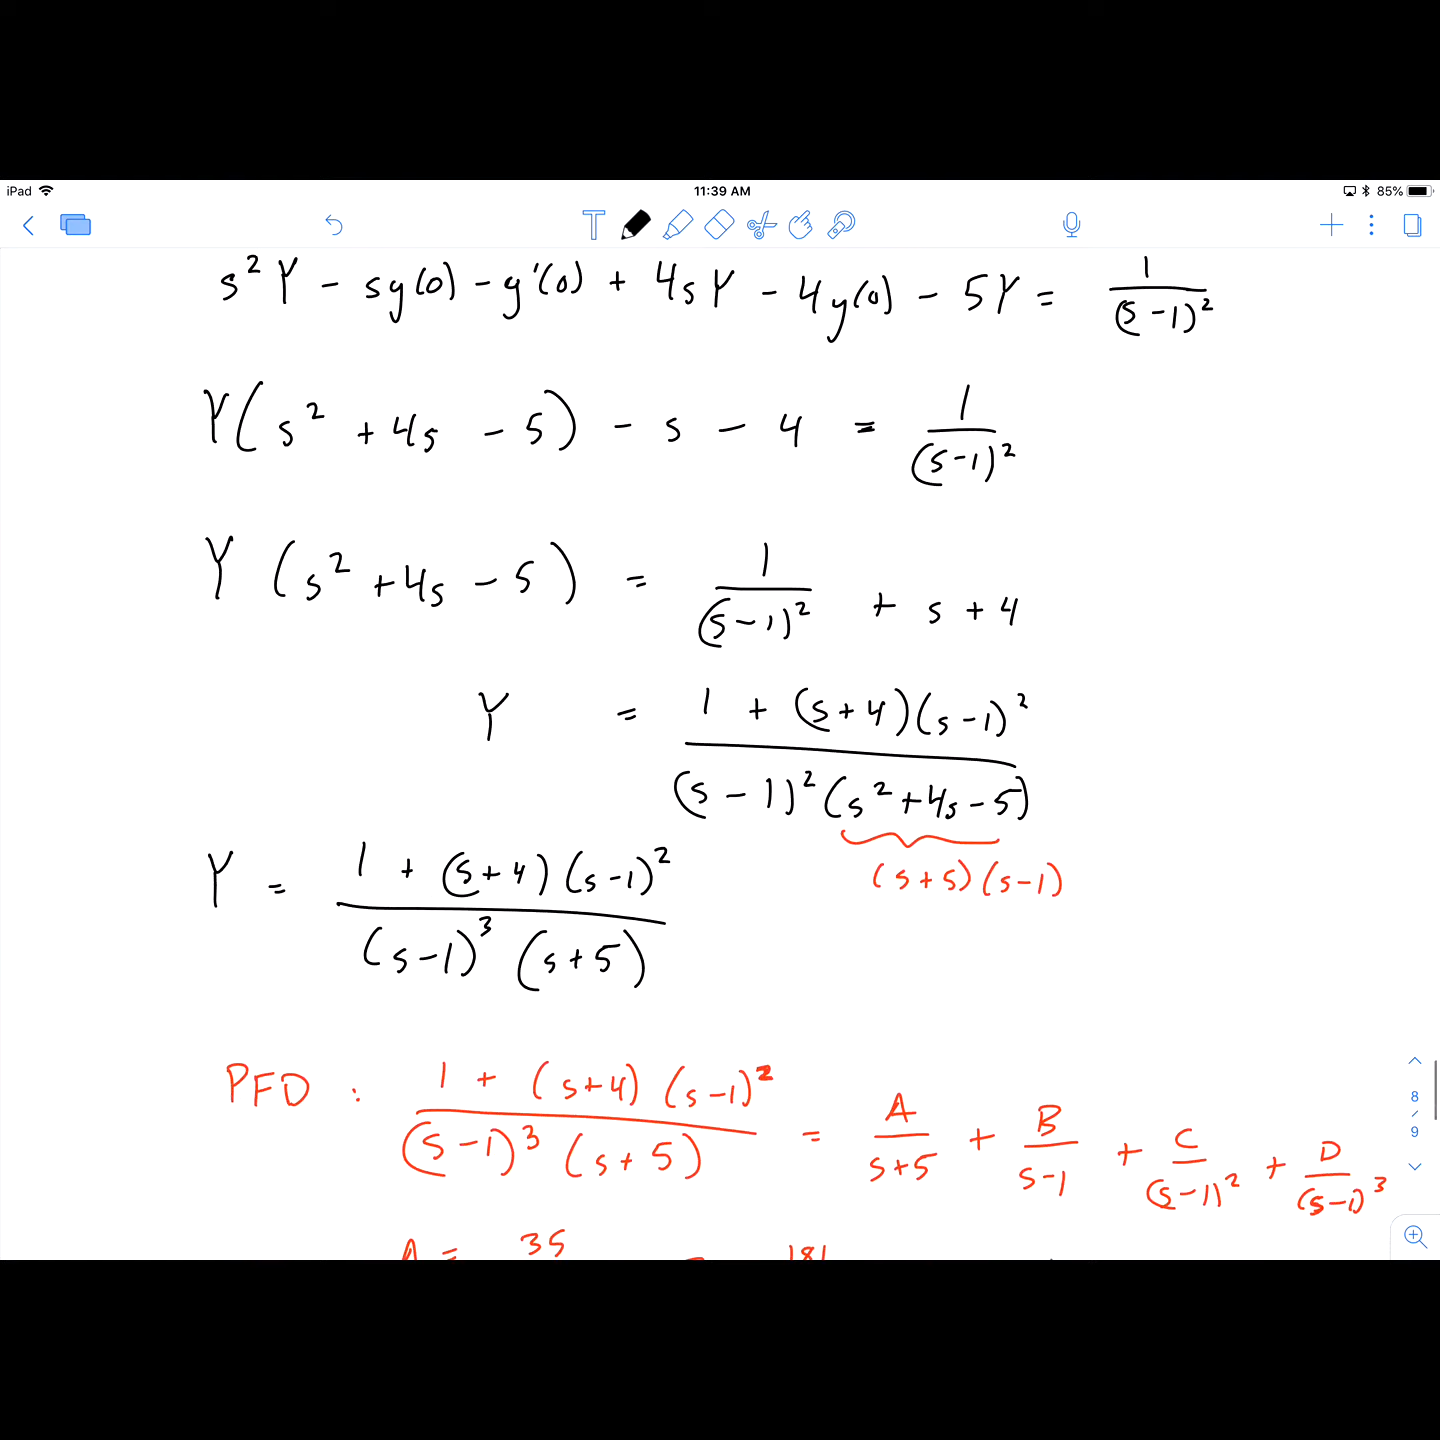 iPad 11:39 AM 85%
T
s² Y - sy(0) - y'(0) + 4sY - 4y(0) - 5Y = 1/(s-1)²
Y(s² + 4s - 5) - s - 4 = 1/(s-1)²
Y (s² + 4s - 5) = 1/(s-1)² + s + 4
Y = (1 + (s+4)(s-1)²)/((s-1)²(s²+4s-5))
(s+5)(s-1)
Y = (1 + (s+4)(s-1)²)/((s-1)³ (s+5))
PFD : (1 + (s+4)(s-1)²)/((s-1)³ (s+5)) = A/(s+5) + B/(s-1) + C/(s-1)² + D/(s-1)³
8/9
A = 35 = 181